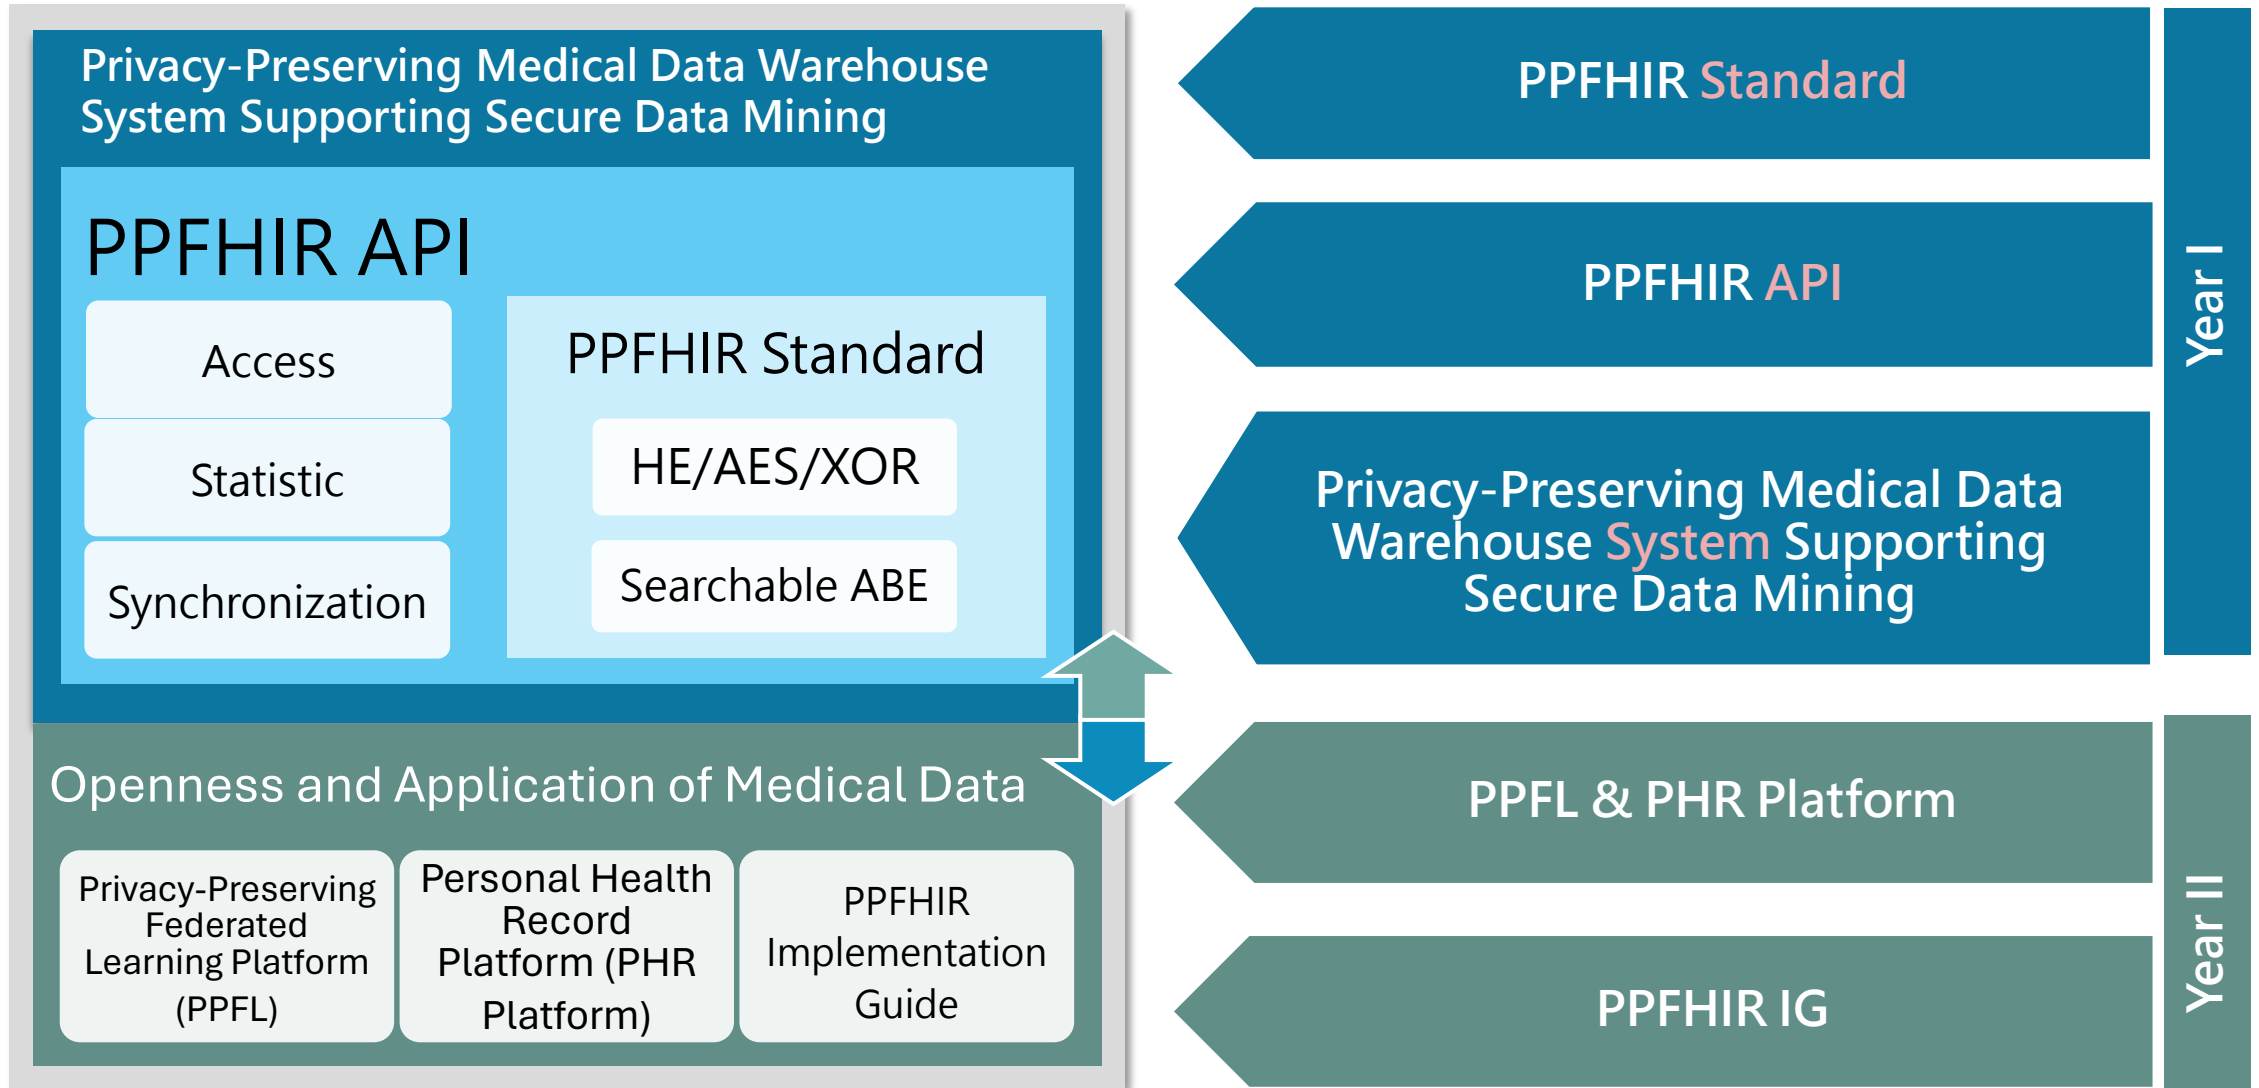 Privacy-Preserving Medical Data Warehouse
System Supporting Secure Data Mining
PPFHIR API
Access
Statistic
Synchronization
PPFHIR Standard
HE/AES/XOR
Searchable ABE
Openness and Application of Medical Data
Privacy-Preserving
Federated
Learning Platform
(PPFL)
Personal Health
Record
Platform (PHR
Platform)
PPFHIR
Implementation
Guide
PPFHIR Standard
PPFHIR API
Privacy-Preserving Medical Data
Warehouse System Supporting
Secure Data Mining
Year I
PPFL & PHR Platform
PPFHIR IG
Year II